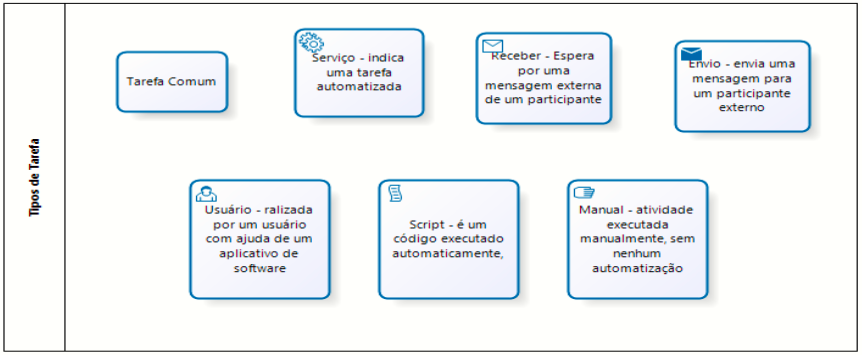 Tipos de Tarefa
Tarefa Comum
Serviço - indica
uma tarefa
automatizada
Receber - Espera
por uma
mensagem externa
de um participante
Envio - envia uma
mensagem para
um participante
externo
Usuário - ralizada
por um usuário
com ajuda de um
aplicativo de
software
Script - é um
código executado
automaticamente,
Manual - atividade
executada
manualmente, sem
nenhum
automatização